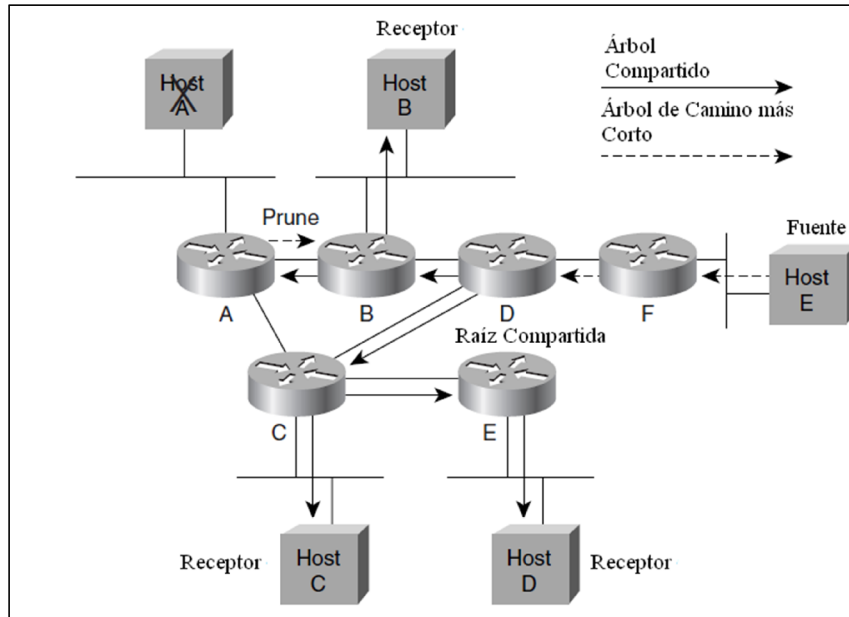 Receptor
Host
A
Host
B
Árbol
Compartido
Árbol de Camino más
Corto
Prune
Fuente
Host
E
A
B
D
F
Raíz Compartida
C
E
Receptor
Host
C
Host
D
Receptor